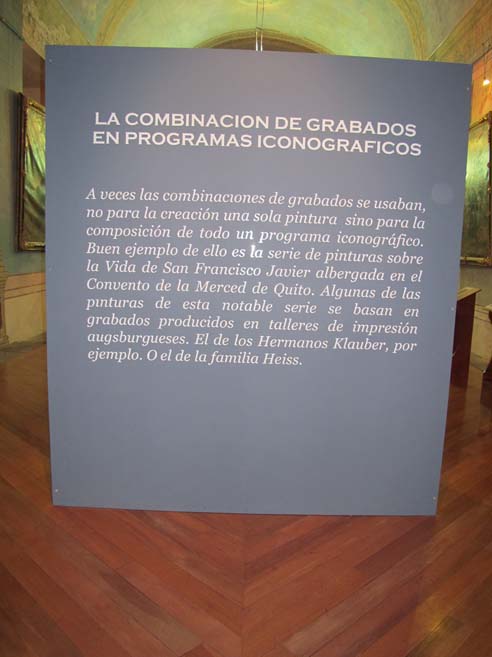 LA COMBINACION DE GRABADOS
EN PROGRAMAS ICONOGRAFICOS
A veces las combinaciones de grabados se usaban,
no para la creación una sola pintura sino para la
composición de todo un programa iconográfico.
Buen ejemplo de ello es la serie de pinturas sobre
la Vida de San Francisco Javier albergada en el
Convento de la Merced de Quito. Algunas de las
pinturas de esta notable serie se basan en
grabados producidos en talleres de impresión
augsburgueses. El de los Hermanos Klauber, por
ejemplo. O el de la familia Heiss.